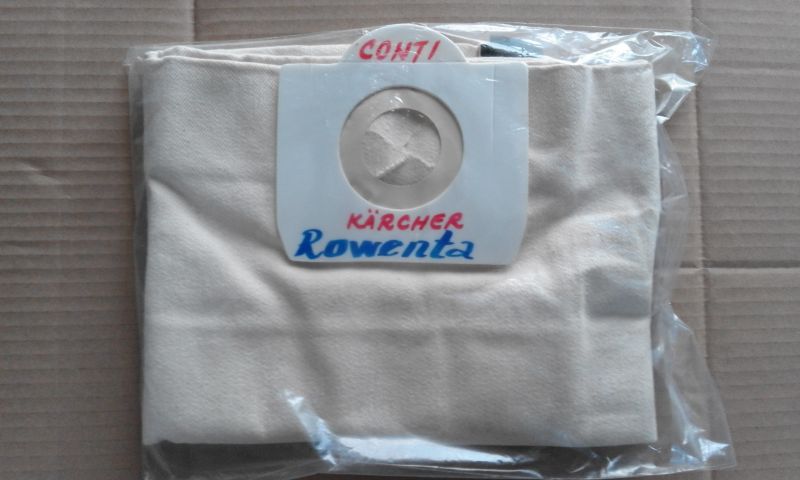 CONTI
KÄRCHER
Rowenta